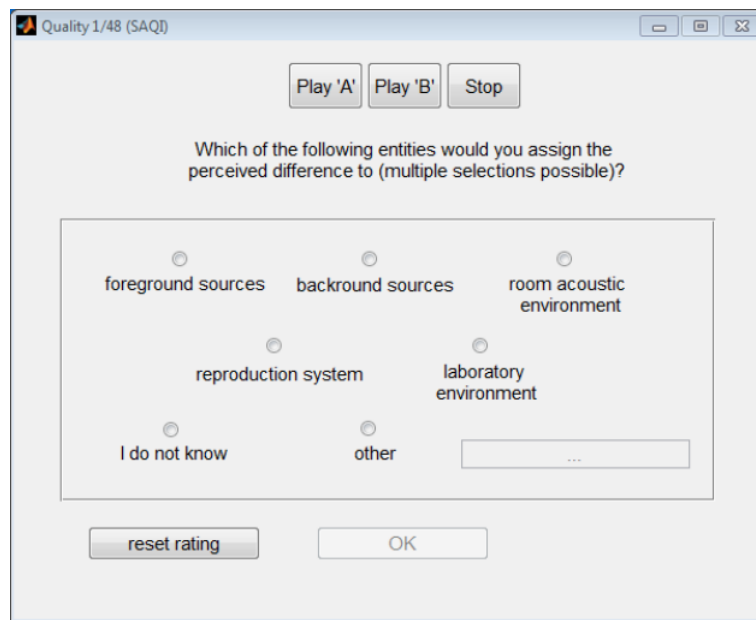 Quality 1/48 (SAQI)
Play 'A' Play 'B' Stop
Which of the following entities would you assign the
perceived difference to (multiple selections possible)?
foreground sources
backround sources
room acoustic
environment
reproduction system
laboratory
environment
I do not know
other
...
reset rating
OK